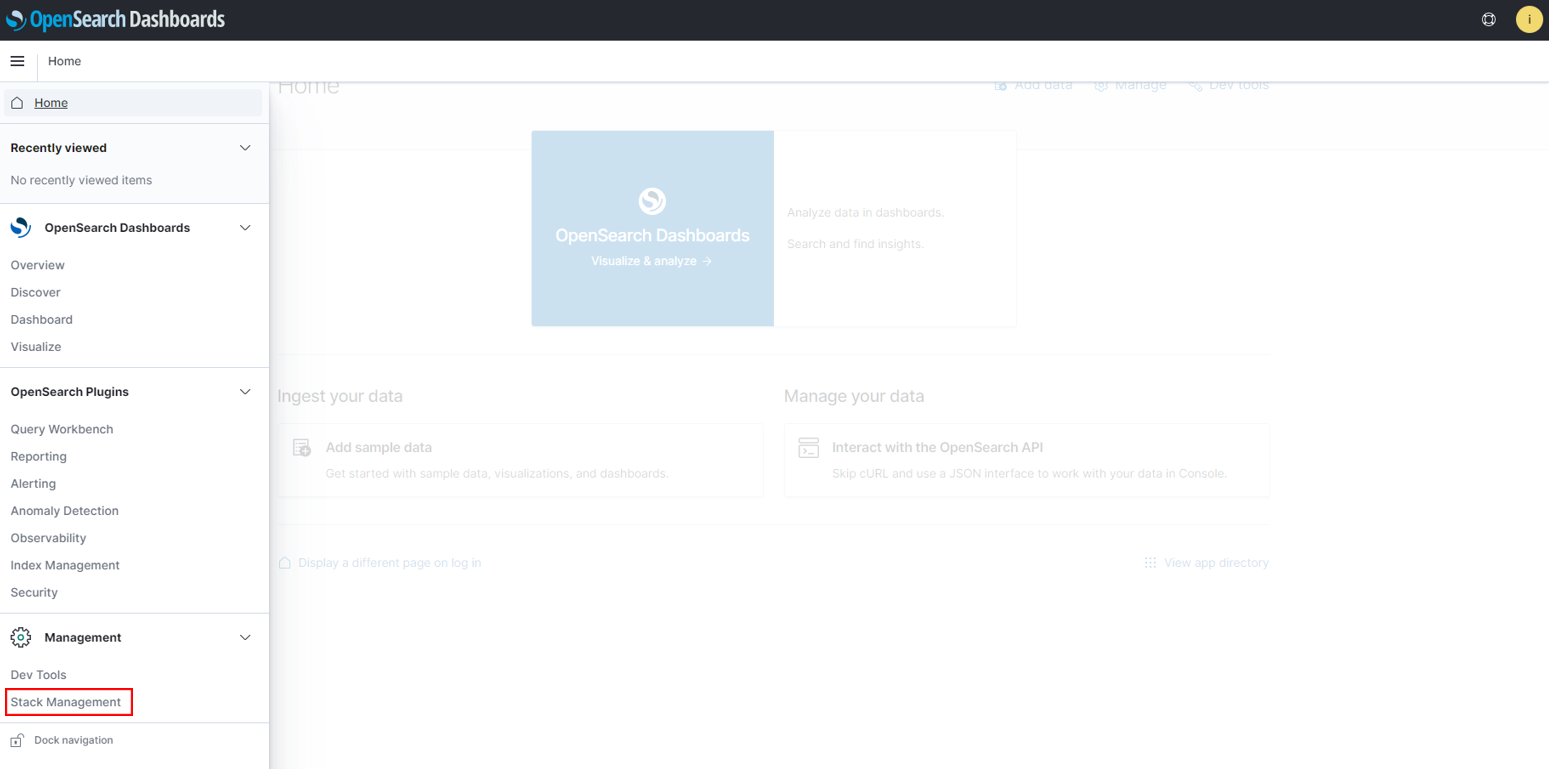 OpenSearch Dashboards
i
Home
Home
Recently viewed
No recently viewed items
OpenSearch Dashboards
Overview
Discover
Dashboard
Visualize
OpenSearch Plugins
Query Workbench
Reporting
Alerting
Anomaly Detection
Observability
Index Management
Security
Management
Dev Tools
Stack Management
Dock navigation
Home
Add data
Manage
Dev tools
OpenSearch Dashboards
Visualize & analyze →
Analyze data in dashboards.
Search and find insights.
Ingest your data
Add sample data
Get started with sample data, visualizations, and dashboards.
Manage your data
Interact with the OpenSearch API
Skip cURL and use a JSON interface to work with your data in Console.
Display a different page on log in
View app directory